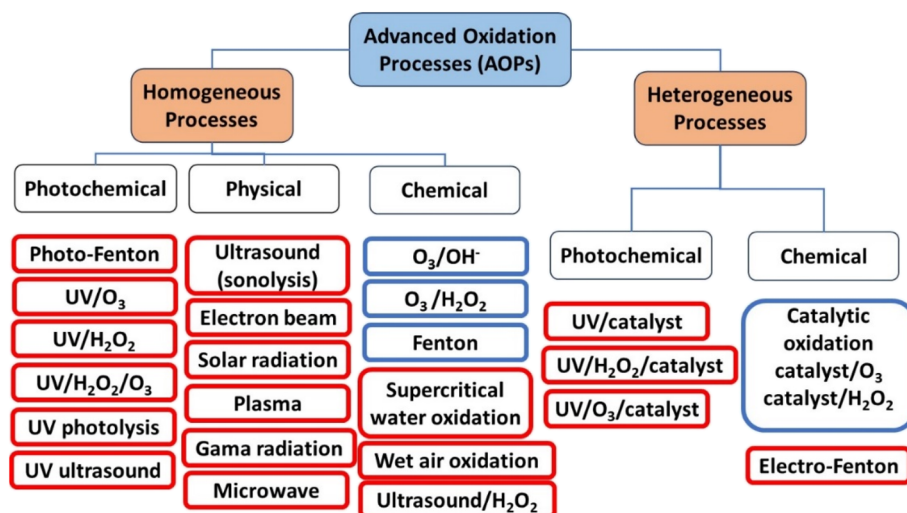 Advanced Oxidation
Processes (AOPs)
Homogeneous
Processes
Heterogeneous
Processes
Photochemical
Physical
Chemical
Photo-Fenton
UV/O₃
UV/H₂O₂
UV/H₂O₂/O₃
UV photolysis
UV ultrasound
Ultrasound
(sonolysis)
Electron beam
Solar radiation
Plasma
Gama radiation
Microwave
O₃/OH⁻
O₃/H₂O₂
Fenton
Supercritical
water oxidation
Wet air oxidation
Ultrasound/H₂O₂
Photochemical
Chemical
UV/catalyst
UV/H₂O₂/catalyst
UV/O₃/catalyst
Catalytic
oxidation
catalyst/O₃
catalyst/H₂O₂
Electro-Fenton